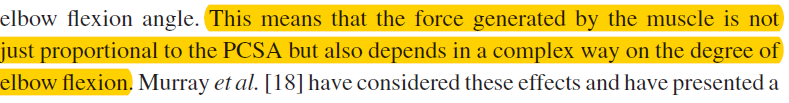 elbow flexion angle. This means that the force generated by the muscle is not
just proportional to the PCSA but also depends in a complex way on the degree of
elbow flexion. Murray et al. [18] have considered these effects and have presented a